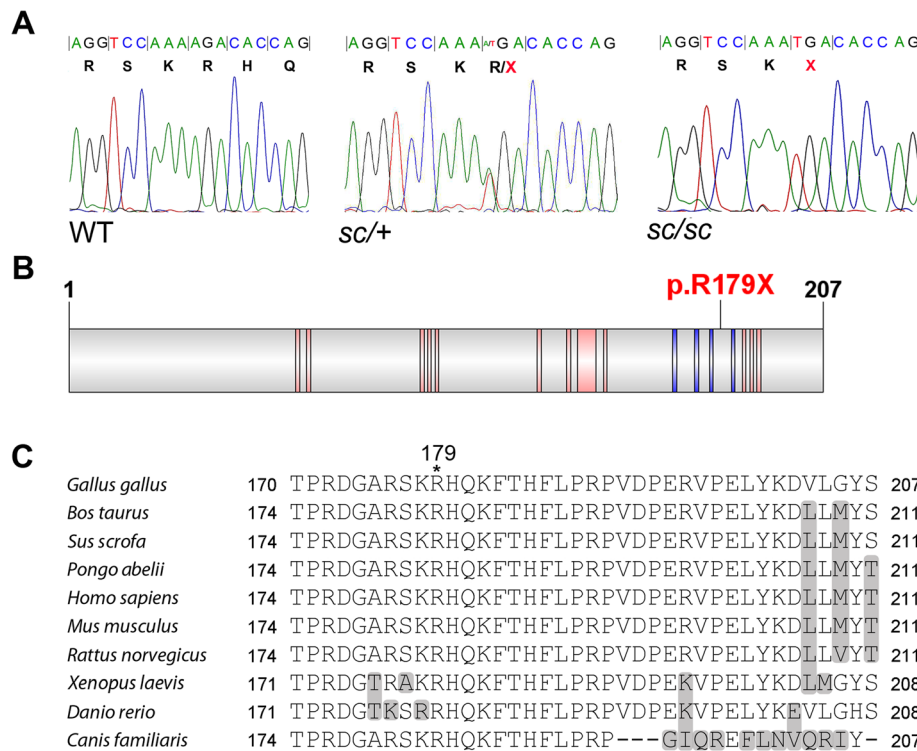 A
AGGTCCAAAGACACCAG AGGTCCAAAA/TGACACCAG AGGTCCAAATGACACCAG
R S K R H Q R S K R/X R S K X
WT sc/+ sc/sc
B
1 p.R179X 207
C
179
*
Gallus gallus 170 TPRDGARSKRHQKFTHFLPRPVDPERVPELYKDVLGYS 207
Bos taurus 174 TPRDGARSKRHQKFTHFLPRPVDPERVPELYKDLLMYS 211
Sus scrofa 174 TPRDGARSKRHQKFTHFLPRPVDPERVPELYKDLLMYS 211
Pongo abelii 174 TPRDGARSKRHQKFTHFLPRPVDPERVPELYKDLLMYT 211
Homo sapiens 174 TPRDGARSKRHQKFTHFLPRPVDPERVPELYKDLLMYT 211
Mus musculus 174 TPRDGARSKRHQKFTHFLPRPVDPERVPELYKDLLMYT 211
Rattus norvegicus 174 TPRDGARSKRHQKFTHFLPRPVDPERVPELYKDLLVYT 211
Xenopus laevis 171 TPRDGTRAKRHQKFTHFLPRPVDPEKVPELYKDLMGYS 208
Danio rerio 171 TPRDGTKSRRHQKFTHFLPRPVDPEKVPELYKEVLGHS 208
Canis familiaris 174 TPRDGARSKRHQKFTHFLPRP---GIQREFLNVQRIY- 207